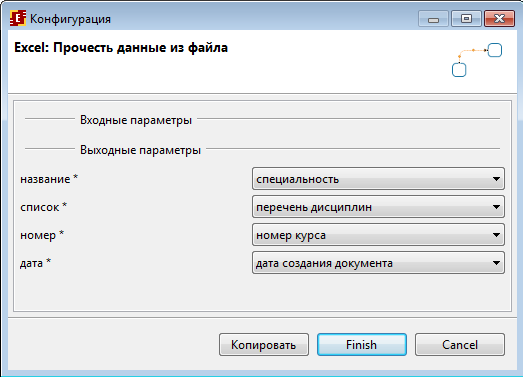 Конфигурация
Excel: Прочесть данные из файла
Входные параметры
Выходные параметры
название * специальность
список * перечень дисциплин
номер * номер курса
дата * дата создания документа
Копировать Finish Cancel